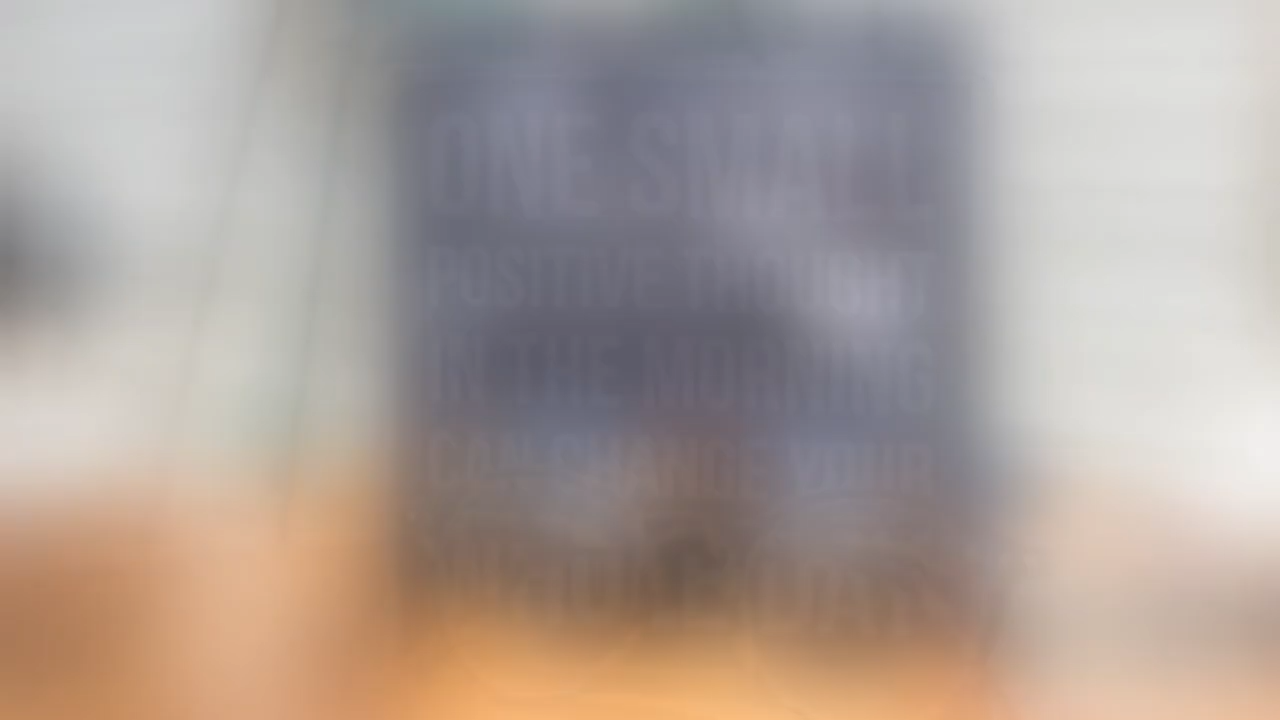 ONE SMALL
POSITIVE THOUGHT
IN THE MORNING
CAN CHANGE YOUR